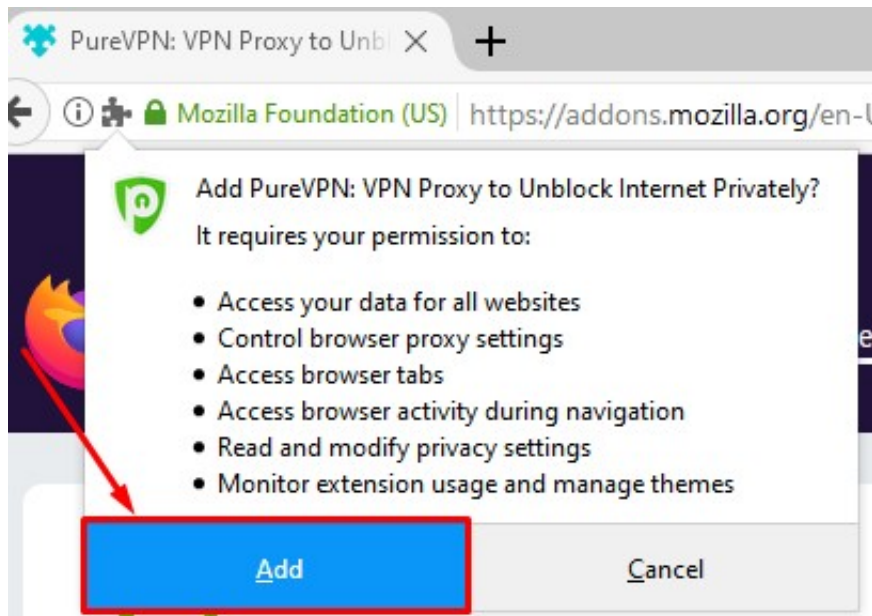 PureVPN: VPN Proxy to Unb
Mozilla Foundation (US) https://addons.mozilla.org/en-U
Add PureVPN: VPN Proxy to Unblock Internet Privately?
It requires your permission to:
• Access your data for all websites
• Control browser proxy settings
• Access browser tabs
• Access browser activity during navigation
• Read and modify privacy settings
• Monitor extension usage and manage themes
Add Cancel